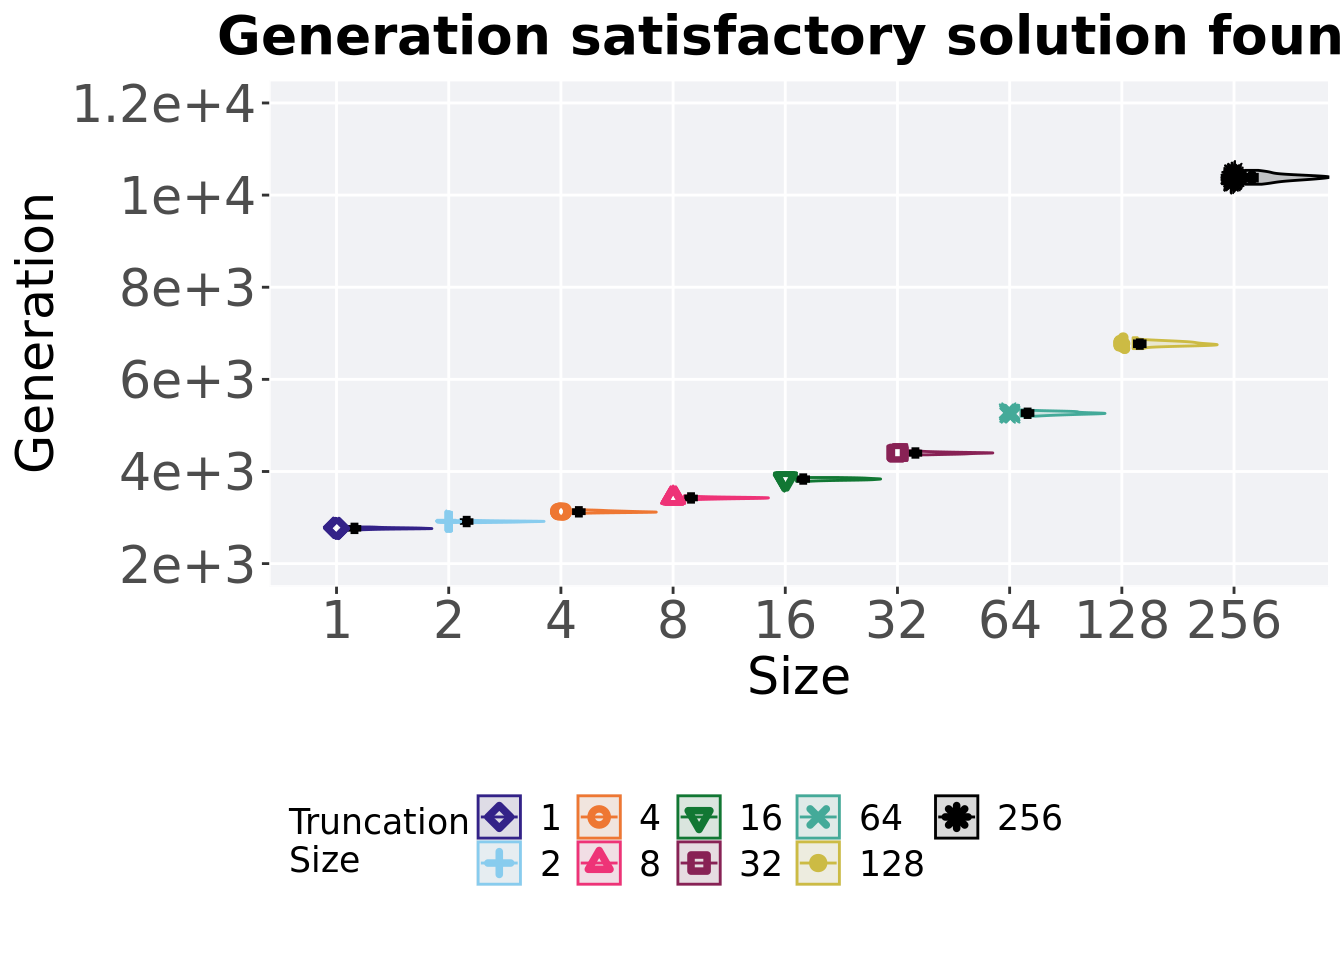 Generation satisfactory solution foun
1.2e+4
1e+4
8e+3
6e+3
4e+3
2e+3
Generation
1 2 4 8 16 32 64 128 256
Size
Truncation
Size
1 4 16 64 256
2 8 32 128